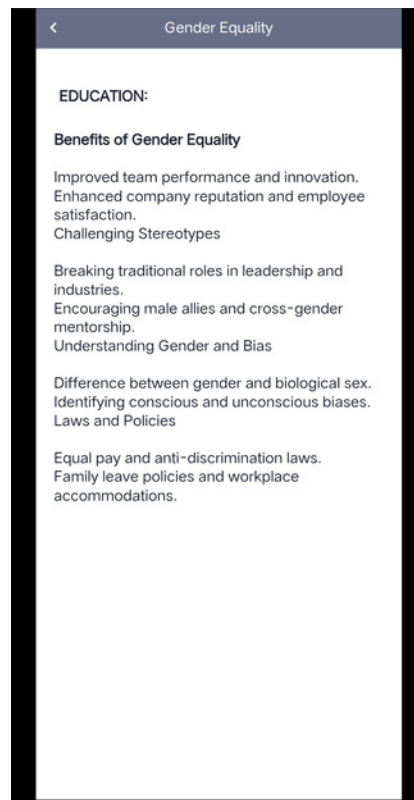 Gender Equality
EDUCATION:
Benefits of Gender Equality
Improved team performance and innovation.
Enhanced company reputation and employee
satisfaction.
Challenging Stereotypes
Breaking traditional roles in leadership and
industries.
Encouraging male allies and cross-gender
mentorship.
Understanding Gender and Bias
Difference between gender and biological sex.
Identifying conscious and unconscious biases.
Laws and Policies
Equal pay and anti-discrimination laws.
Family leave policies and workplace
accommodations.